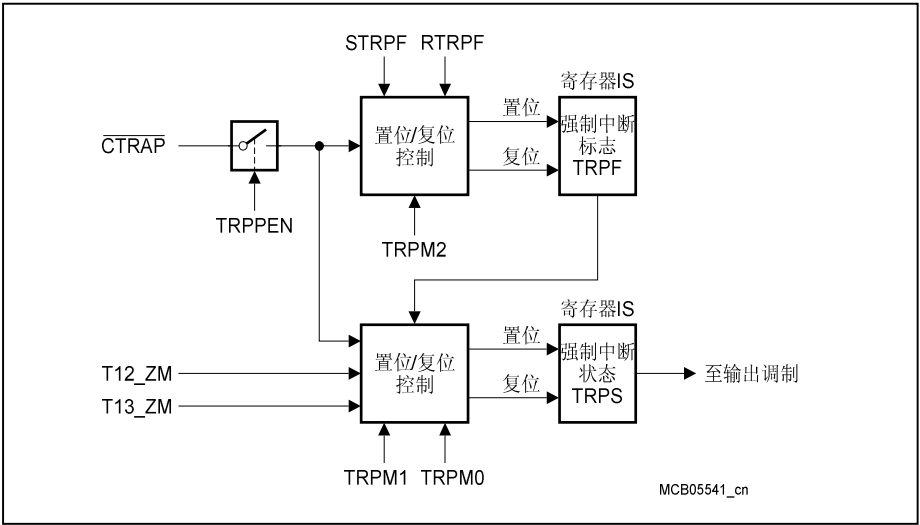 STRPF RTRPF
寄存器IS
CTRAP
置位/复位
控制
置位
复位
强制中断
标志
TRPF
TRPPEN
TRPM2
寄存器IS
T12_ZM
T13_ZM
置位/复位
控制
置位
复位
强制中断
状态
TRPS
至输出调制
TRPM1 TRPM0
MCB05541_cn